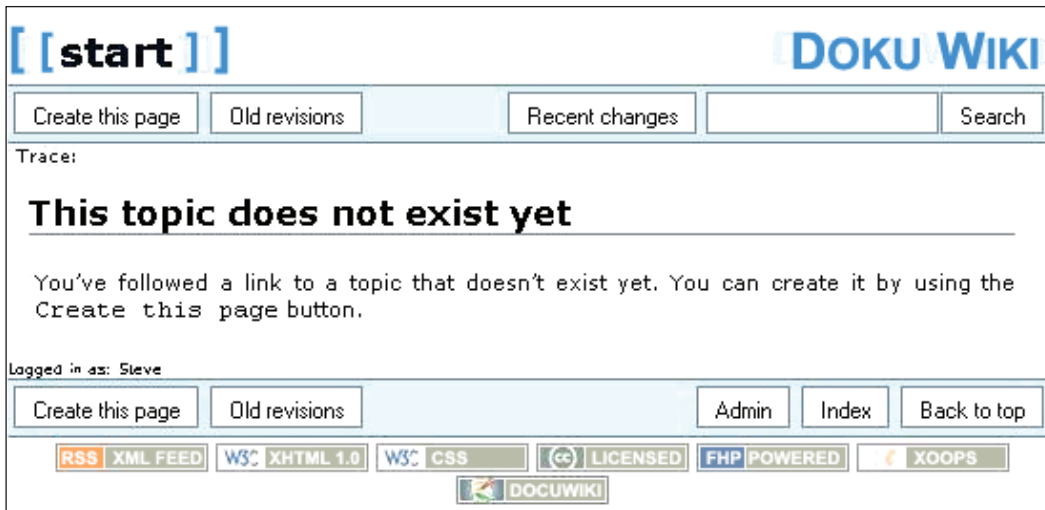 [[start]]
DOKU WIKI
Create this page Old revisions Recent changes Search
Trace:
This topic does not exist yet
You've followed a link to a topic that doesn't exist yet. You can create it by using the
Create this page button.
Logged in as: Steve
Create this page Old revisions Admin Index Back to top
RSS XML FEED W3C XHTML 1.0 W3C CSS (cc) LICENSED FHP POWERED XOOPS
DOCUWIKI